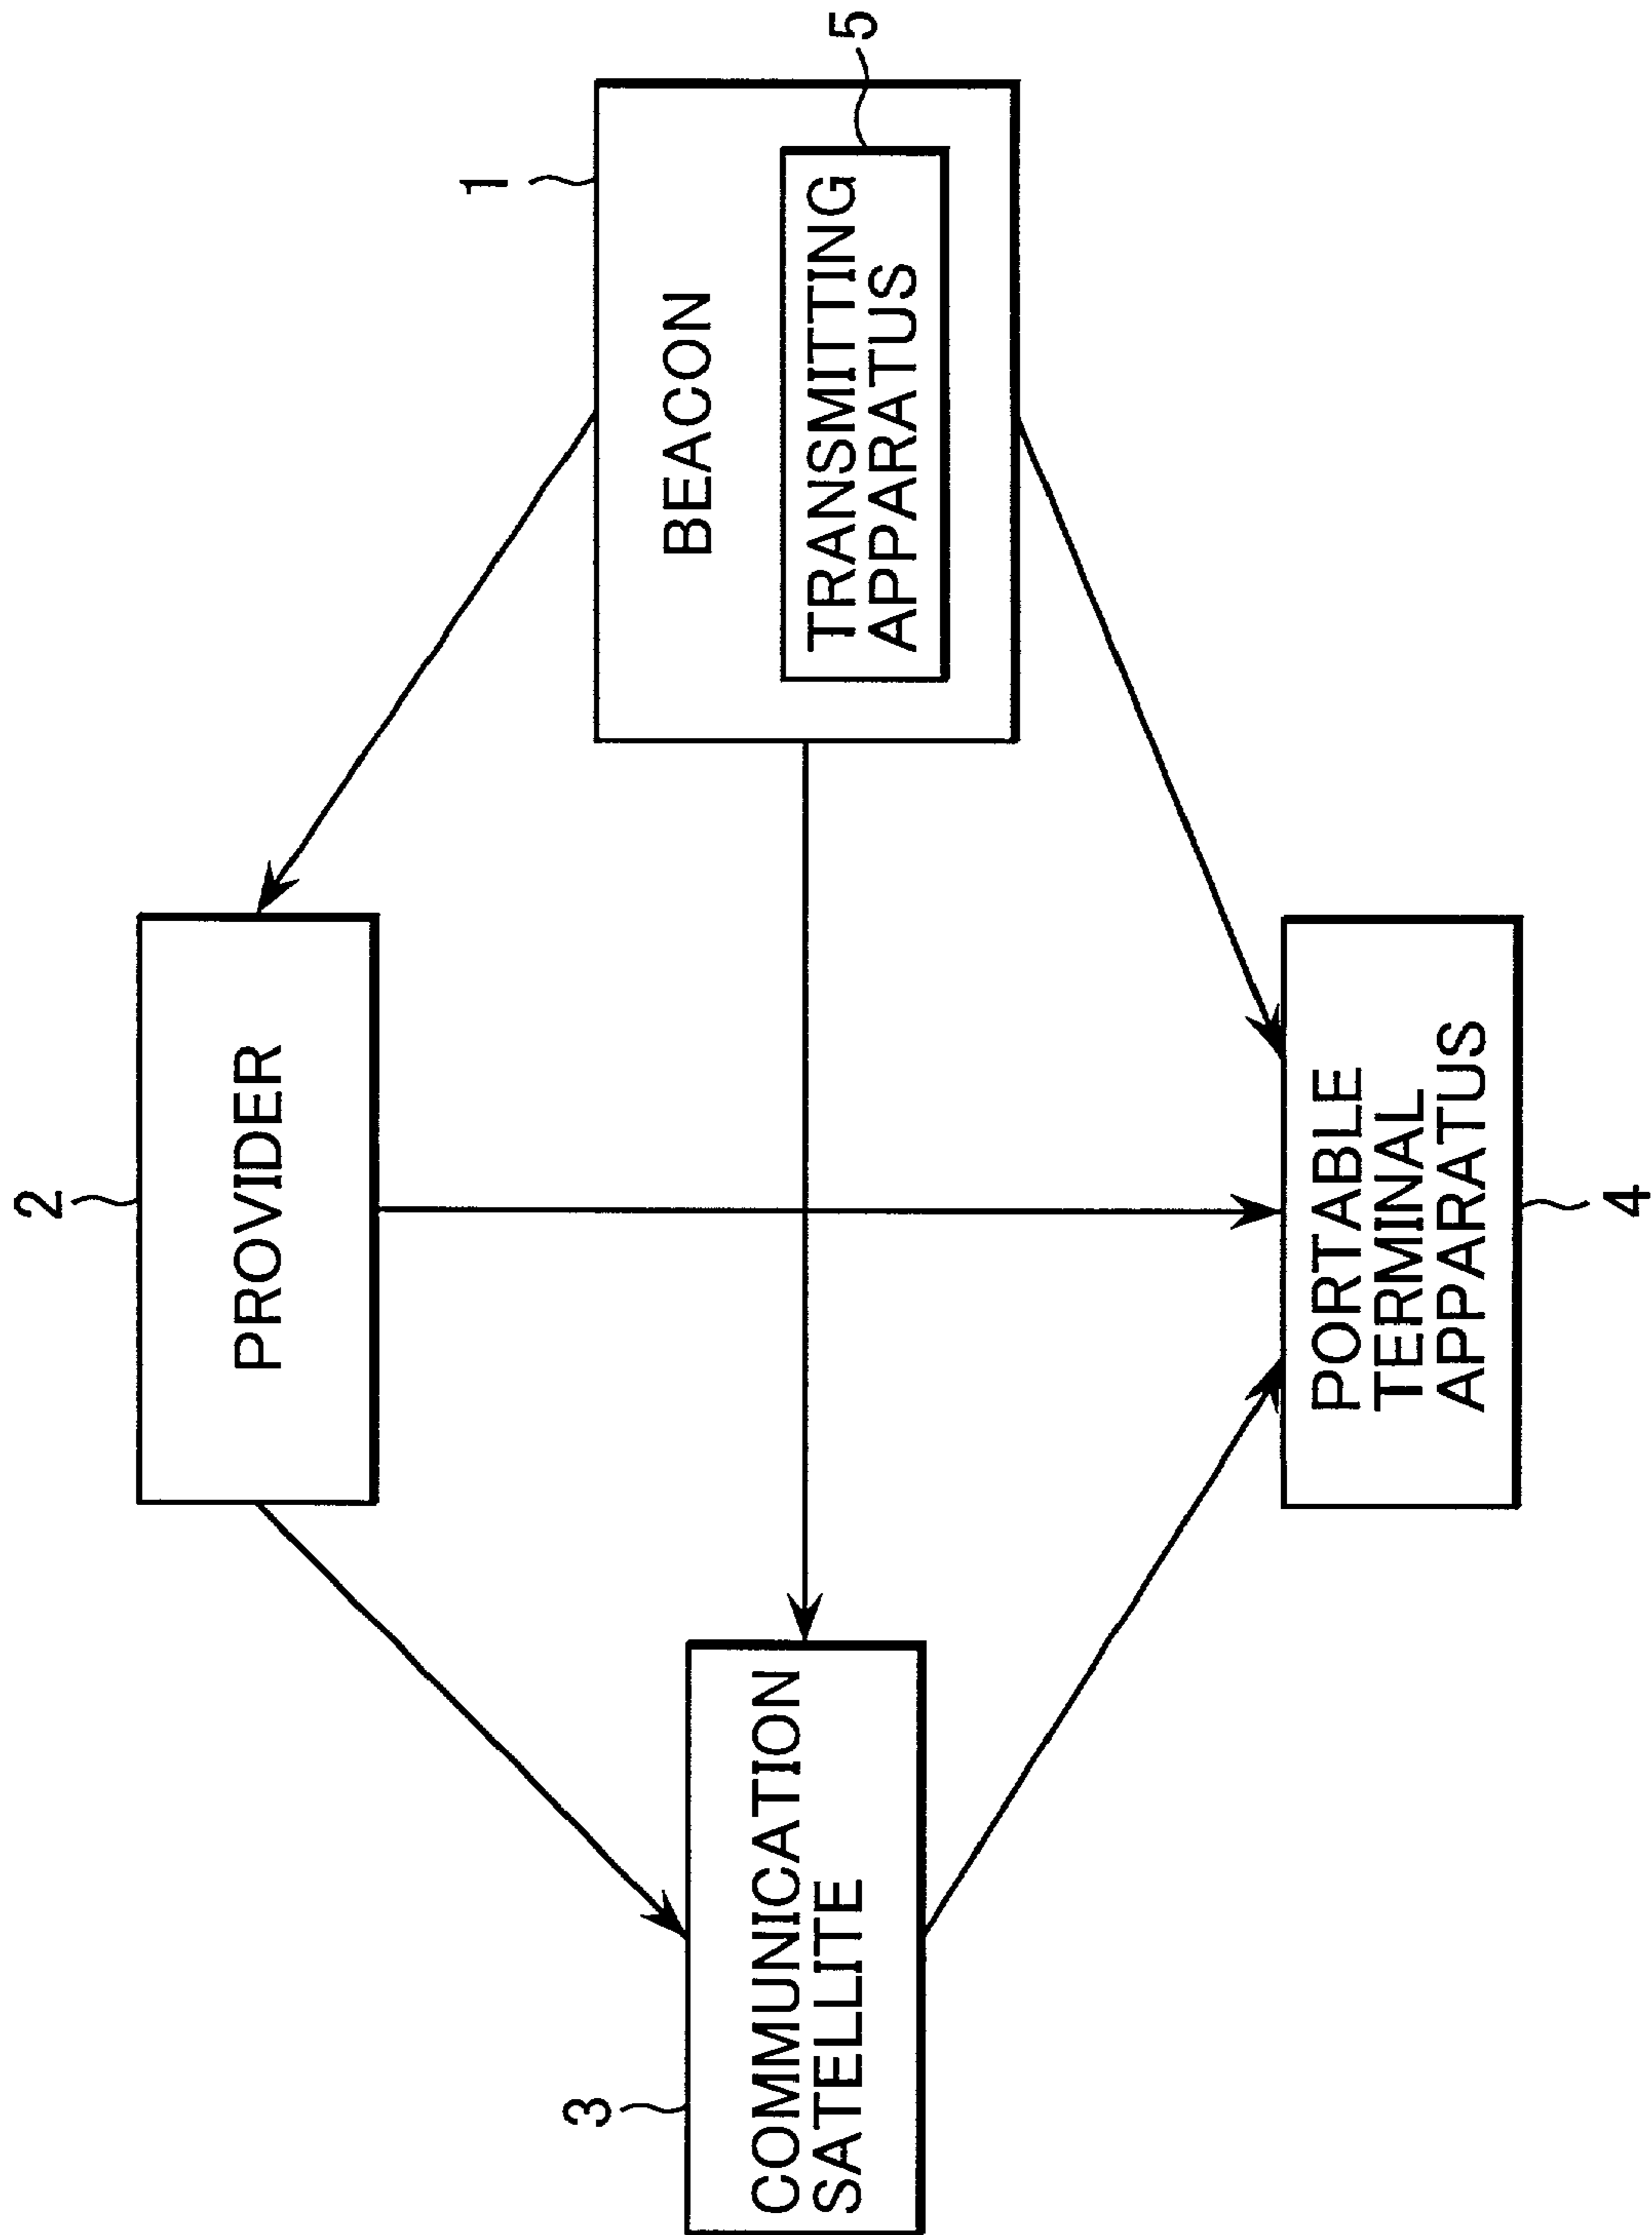 2
PROVIDER
3
COMMUNICATION
SATELLITE
1
BEACON
TRANSMITTING
APPARATUS
5
PORTABLE
TERMINAL
APPARATUS
4